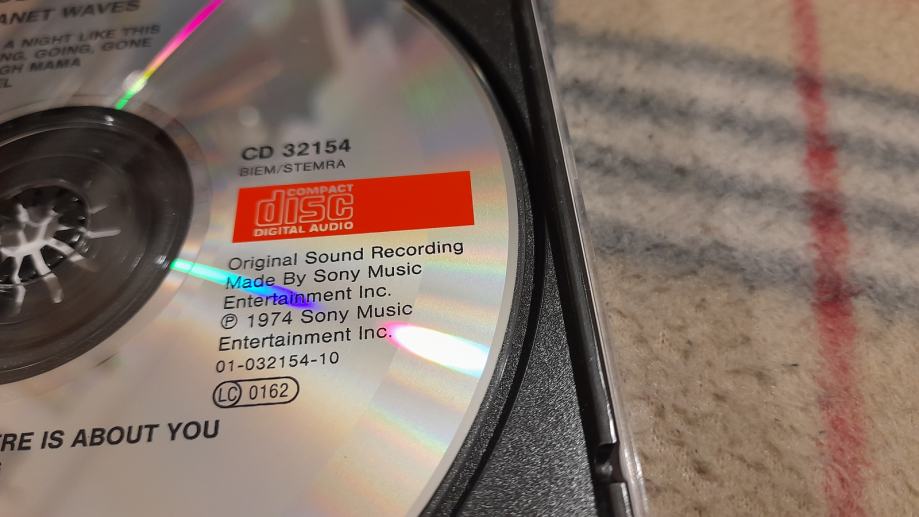 ANET WAVES
A NIGHT LIKE THIS
NG, GOING, GONE
GH MAMA
EL
CD 32154
BIEM/STEMRA
COMPACT
disc
DIGITAL AUDIO
Original Sound Recording
Made By Sony Music
Entertainment Inc.
℗ 1974 Sony Music
Entertainment Inc.
01-032154-10
LC 0162
RE IS ABOUT YOU